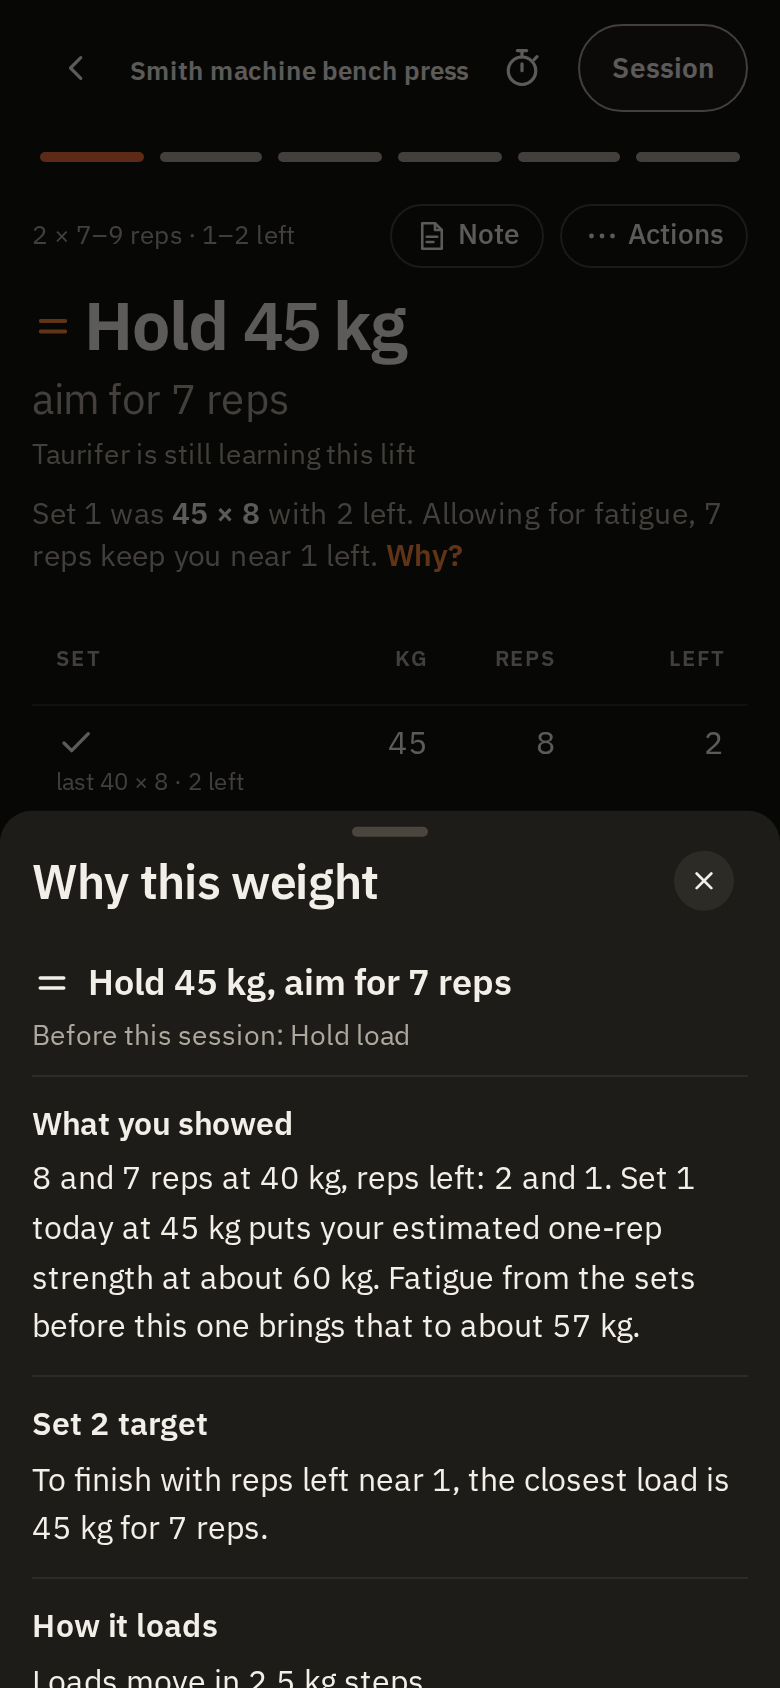 Smith machine bench press
Session
2 × 7–9 reps · 1–2 left
Note
··· Actions
= Hold 45 kg
aim for 7 reps
Taurifer is still learning this lift
Set 1 was 45 × 8 with 2 left. Allowing for fatigue, 7
reps keep you near 1 left. Why?
SET KG REPS LEFT
45 8 2
last 40 × 8 · 2 left
Why this weight
= Hold 45 kg, aim for 7 reps
Before this session: Hold load
What you showed
8 and 7 reps at 40 kg, reps left: 2 and 1. Set 1
today at 45 kg puts your estimated one-rep
strength at about 60 kg. Fatigue from the sets
before this one brings that to about 57 kg.
Set 2 target
To finish with reps left near 1, the closest load is
45 kg for 7 reps.
How it loads
Loads move in 2.5 kg steps